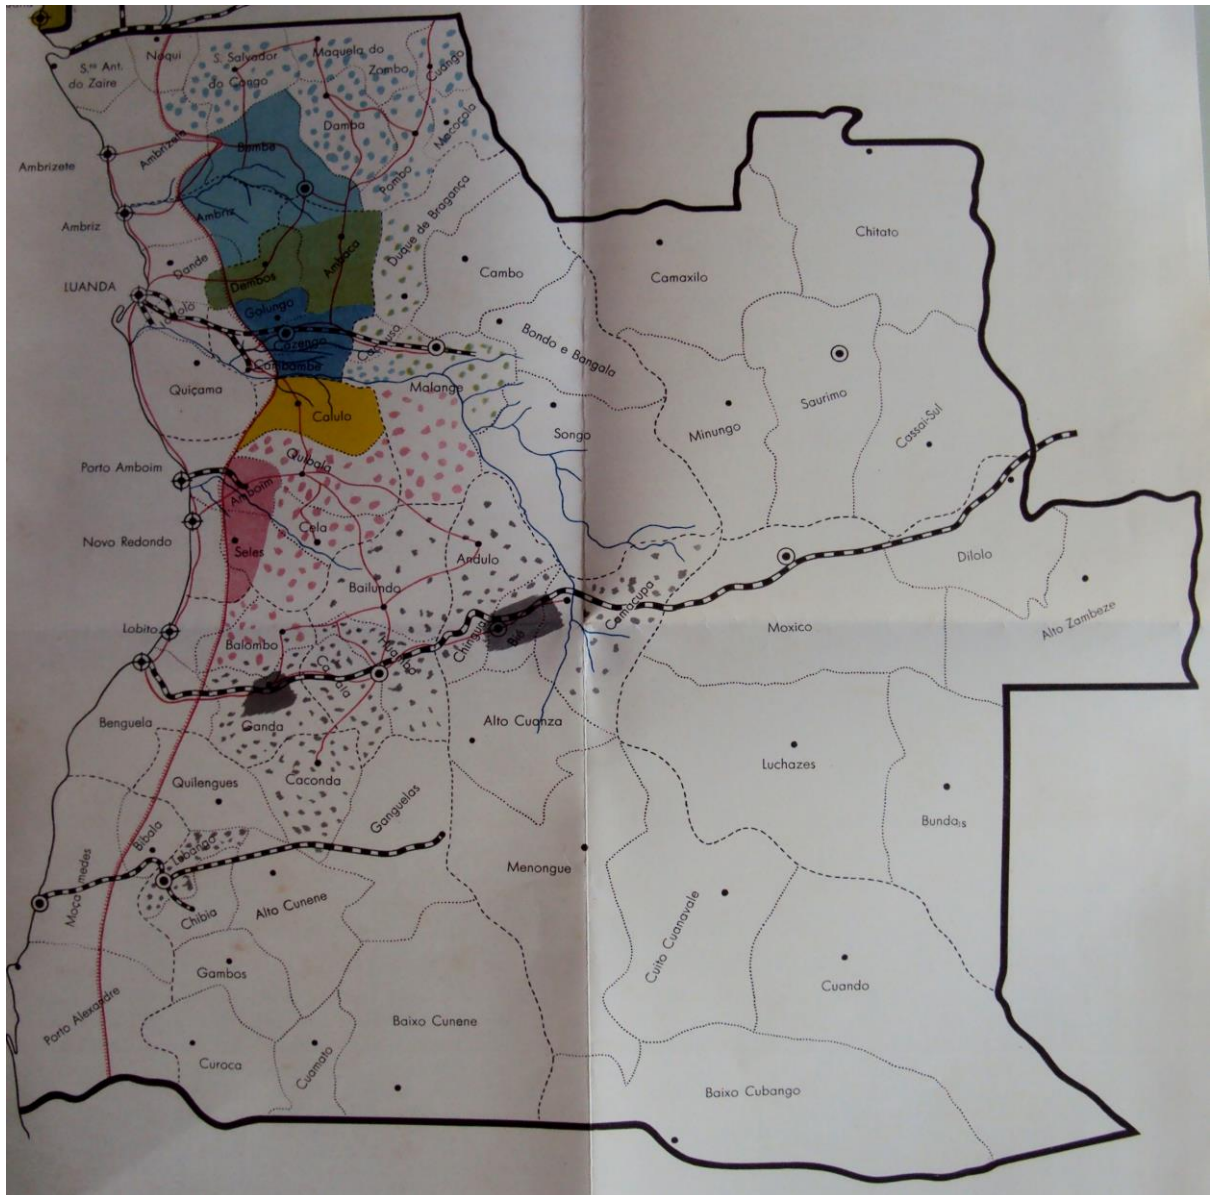 Noqui
S. Salvador
do Congo
Maquela do
Zombo
Cuango
S.to Ant.
do Zaire
Damba
Macocola
Ambrizete
Ambrizete
Bembe
Pombo
Ambriz
Ambriz
Duque de Bragança
Chitato
Dande
Dembos
Ambaca
Cambo
Camaxilo
LUANDA
Golungo
Cazengo
Bondo e Bangala
Quiçama
Cambambe
Malange
Calulo
Songo
Minungo
Saurimo
Cassai-Sul
Porto Amboim
Amboim
Quibala
Novo Redondo
Seles
Cela
Andulo
Dilolo
Bailundo
Camacupa
Alto Zambeze
Lobito
Balombo
Huambo
Chinguar
Bié
Moxico
Benguela
Ganda
Alto Cuanza
Caconda
Luchazes
Quilengues
Ganguelas
Bundas
Bibala
Lubango
Moçamedes
Menongue
Chibia
Alto Cunene
Cuito Cuanavale
Gambos
Cuando
Porto Alexandre
Baixo Cunene
Curoca
Cuamato
Baixo Cubango